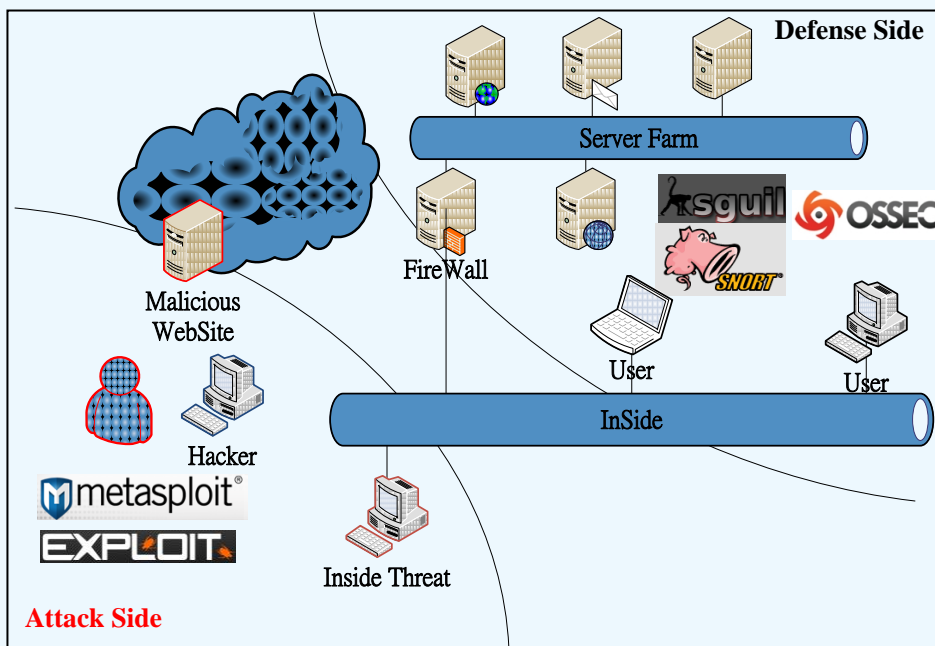 Defense Side
Server Farm
sguil
OSSEC
SNORT®
FireWall
Malicious
WebSite
User
User
InSide
Hacker
metasploit®
EXPLOIT
Inside Threat
Attack Side